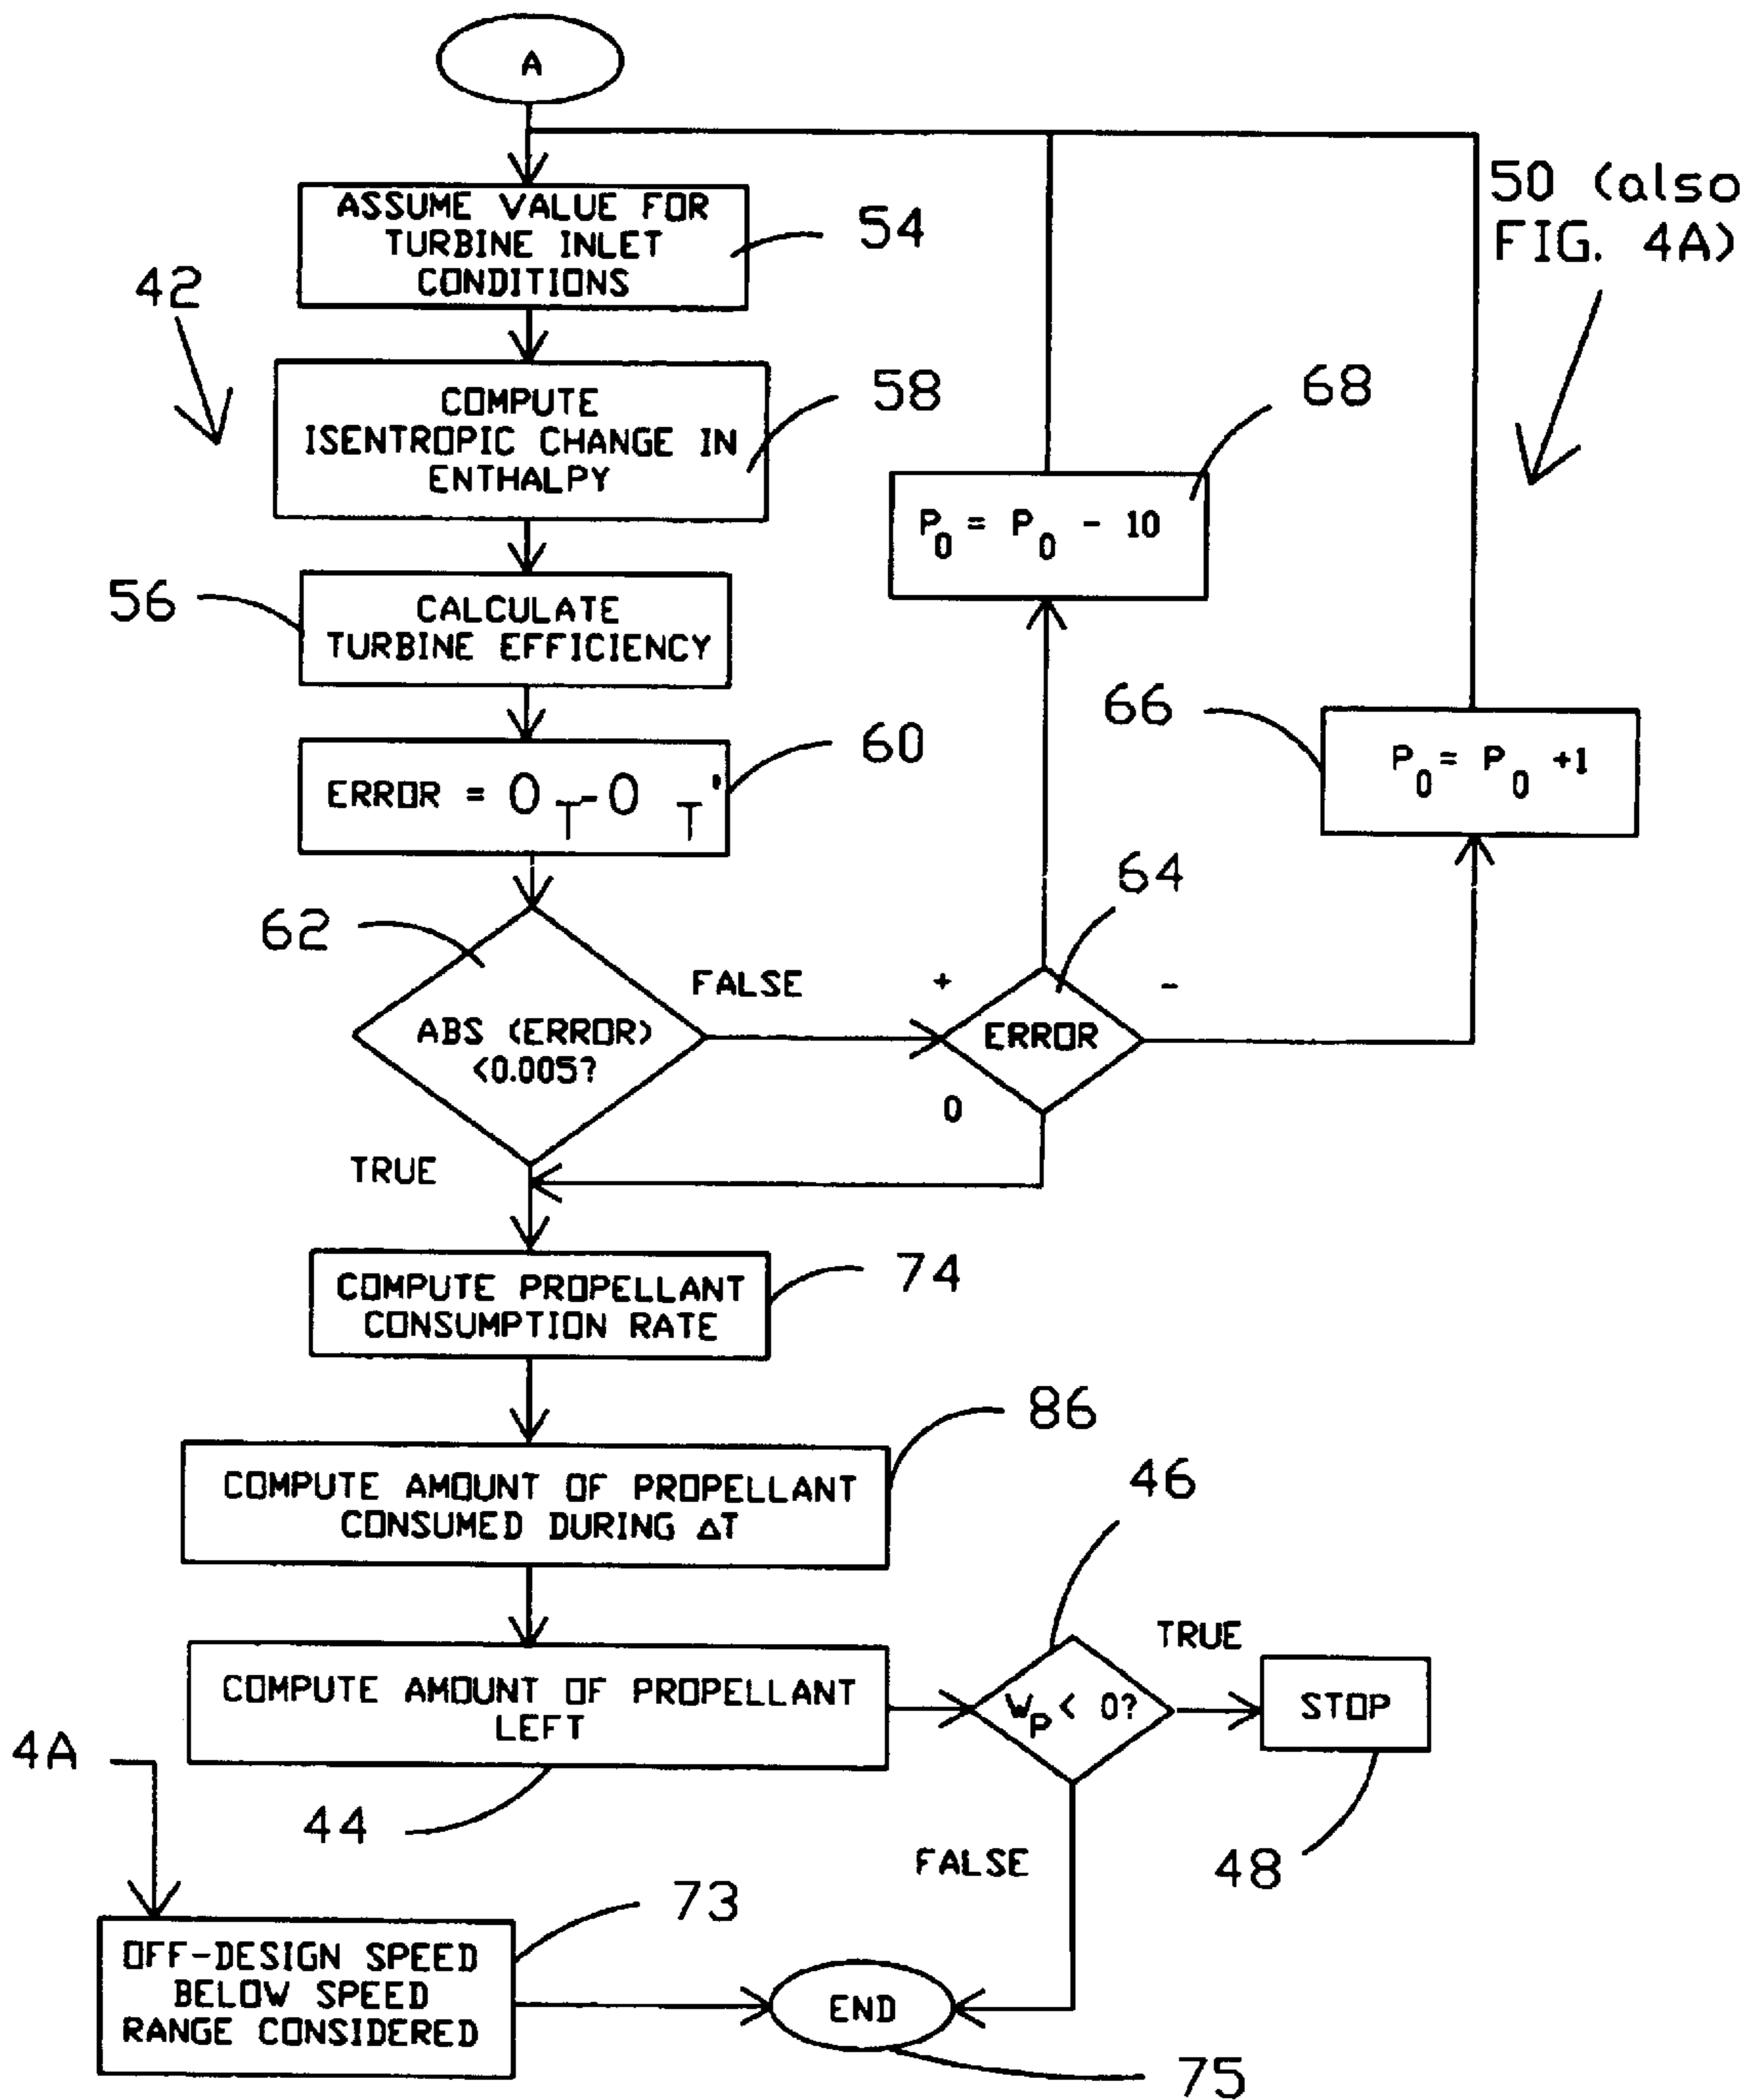 A
ASSUME VALUE FOR
TURBINE INLET
CONDITIONS
54
50 (also
FIG. 4A)
42
COMPUTE
ISENTROPIC CHANGE IN
ENTHALPY
58
68
P0 = P0 - 10
56
CALCULATE
TURBINE EFFICIENCY
66
P0 = P0 +1
60
ERROR = 0 T-0 T'
64
62
FALSE
+
-
ABS (ERROR)
<0.005?
ERROR
0
TRUE
COMPUTE PROPELLANT
CONSUMPTION RATE
74
86
COMPUTE AMOUNT OF PROPELLANT
CONSUMED DURING ΔT
46
TRUE
COMPUTE AMOUNT OF PROPELLANT
LEFT
WP < 0?
STOP
4A
44
FALSE
48
73
OFF-DESIGN SPEED
BELOW SPEED
RANGE CONSIDERED
END
75